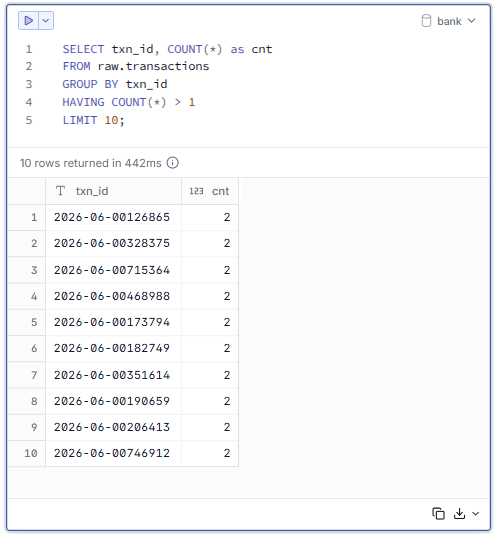 bank
1 SELECT txn_id, COUNT(*) as cnt
2 FROM raw.transactions
3 GROUP BY txn_id
4 HAVING COUNT(*) > 1
5 LIMIT 10;
10 rows returned in 442ms
T txn_id 123 cnt
1 2026-06-00126865 2
2 2026-06-00328375 2
3 2026-06-00715364 2
4 2026-06-00468988 2
5 2026-06-00173794 2
6 2026-06-00182749 2
7 2026-06-00351614 2
8 2026-06-00190659 2
9 2026-06-00206413 2
10 2026-06-00746912 2